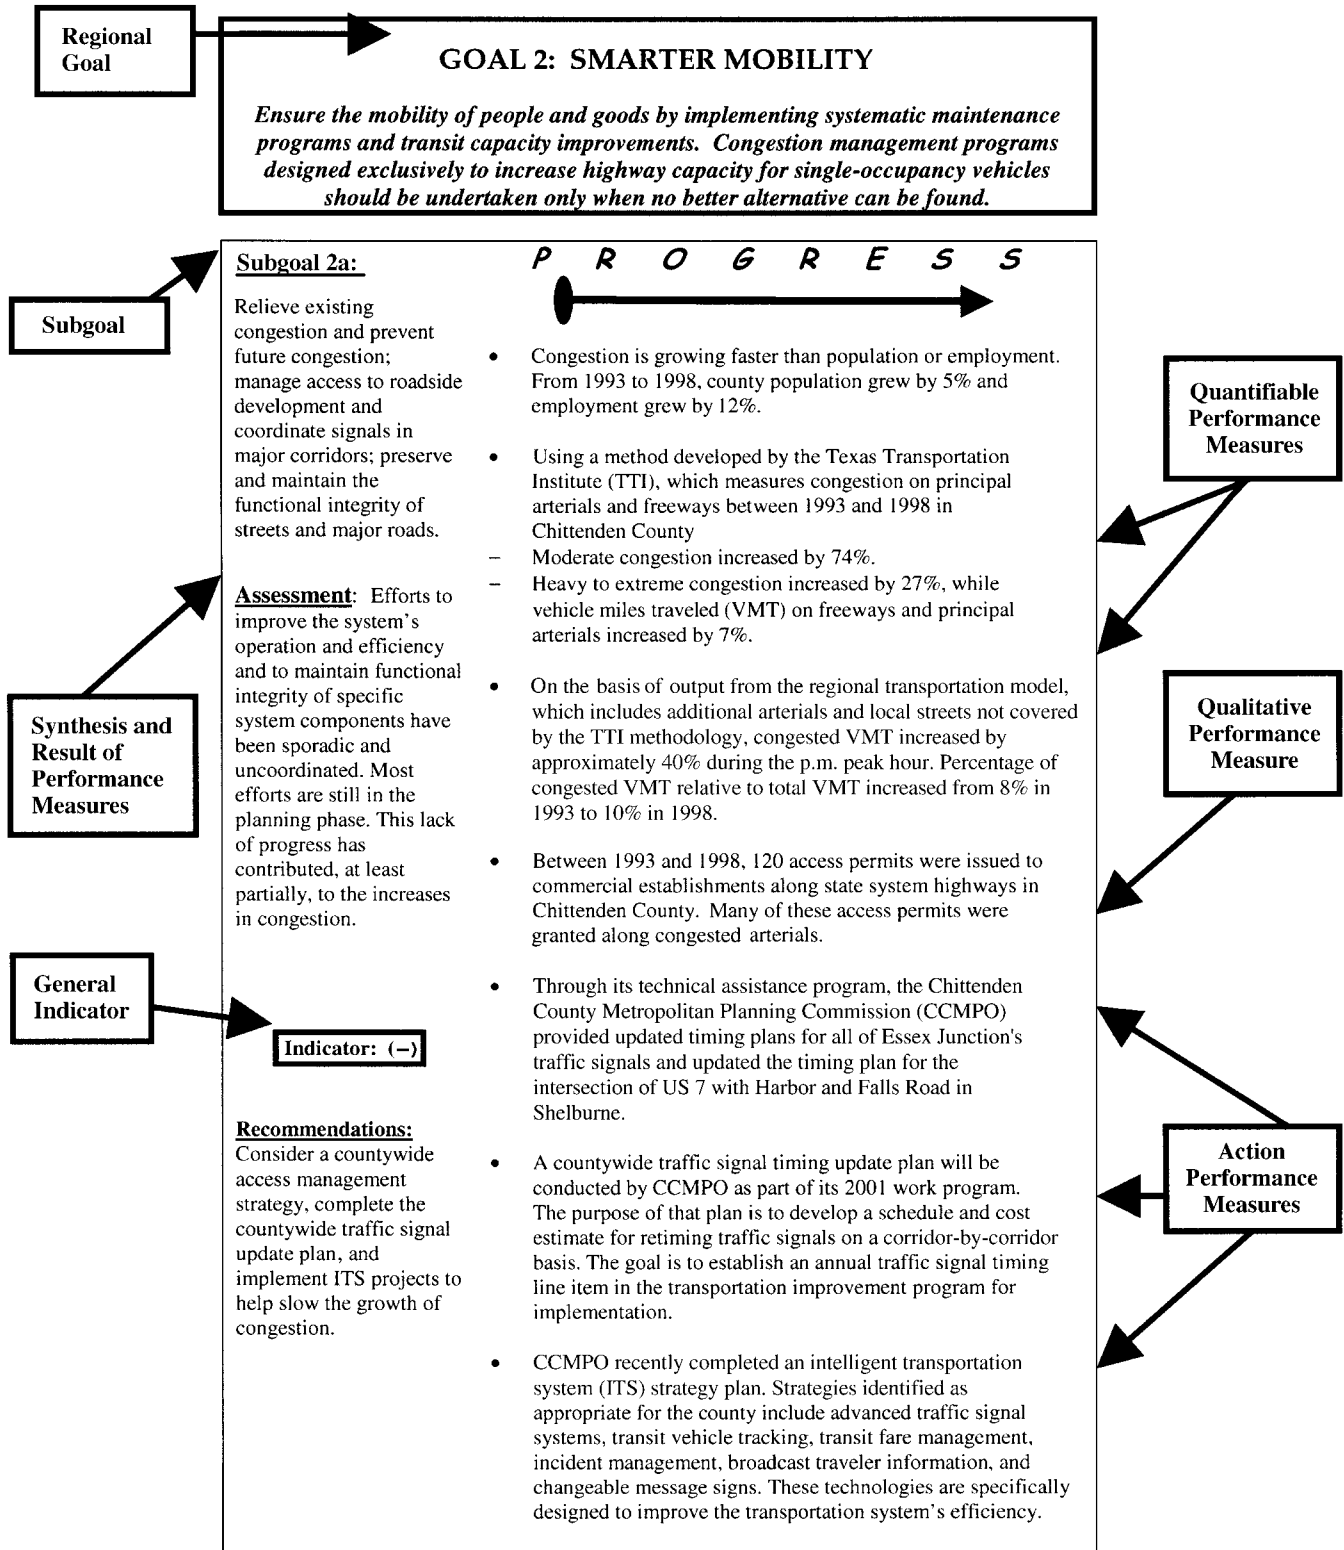 Regional
Goal
GOAL 2: SMARTER MOBILITY
Ensure the mobility of people and goods by implementing systematic maintenance
programs and transit capacity improvements. Congestion management programs
designed exclusively to increase highway capacity for single-occupancy vehicles
should be undertaken only when no better alternative can be found.
Subgoal
Subgoal 2a:
Relieve existing
congestion and prevent
future congestion;
manage access to roadside
development and
coordinate signals in
major corridors; preserve
and maintain the
functional integrity of
streets and major roads.
Synthesis and
Result of
Performance
Measures
Assessment: Efforts to
improve the system's
operation and efficiency
and to maintain functional
integrity of specific
system components have
been sporadic and
uncoordinated. Most
efforts are still in the
planning phase. This lack
of progress has
contributed, at least
partially, to the increases
in congestion.
General
Indicator
Indicator: (–)
Recommendations:
Consider a countywide
access management
strategy, complete the
countywide traffic signal
update plan, and
implement ITS projects to
help slow the growth of
congestion.
P R O G R E S S
• Congestion is growing faster than population or employment.
From 1993 to 1998, county population grew by 5% and
employment grew by 12%.
• Using a method developed by the Texas Transportation
Institute (TTI), which measures congestion on principal
arterials and freeways between 1993 and 1998 in
Chittenden County
– Moderate congestion increased by 74%.
– Heavy to extreme congestion increased by 27%, while
vehicle miles traveled (VMT) on freeways and principal
arterials increased by 7%.
• On the basis of output from the regional transportation model,
which includes additional arterials and local streets not covered
by the TTI methodology, congested VMT increased by
approximately 40% during the p.m. peak hour. Percentage of
congested VMT relative to total VMT increased from 8% in
1993 to 10% in 1998.
• Between 1993 and 1998, 120 access permits were issued to
commercial establishments along state system highways in
Chittenden County. Many of these access permits were
granted along congested arterials.
• Through its technical assistance program, the Chittenden
County Metropolitan Planning Commission (CCMPO)
provided updated timing plans for all of Essex Junction's
traffic signals and updated the timing plan for the
intersection of US 7 with Harbor and Falls Road in
Shelburne.
• A countywide traffic signal timing update plan will be
conducted by CCMPO as part of its 2001 work program.
The purpose of that plan is to develop a schedule and cost
estimate for retiming traffic signals on a corridor-by-corridor
basis. The goal is to establish an annual traffic signal timing
line item in the transportation improvement program for
implementation.
• CCMPO recently completed an intelligent transportation
system (ITS) strategy plan. Strategies identified as
appropriate for the county include advanced traffic signal
systems, transit vehicle tracking, transit fare management,
incident management, broadcast traveler information, and
changeable message signs. These technologies are specifically
designed to improve the transportation system's efficiency.
Quantifiable
Performance
Measures
Qualitative
Performance
Measure
Action
Performance
Measures